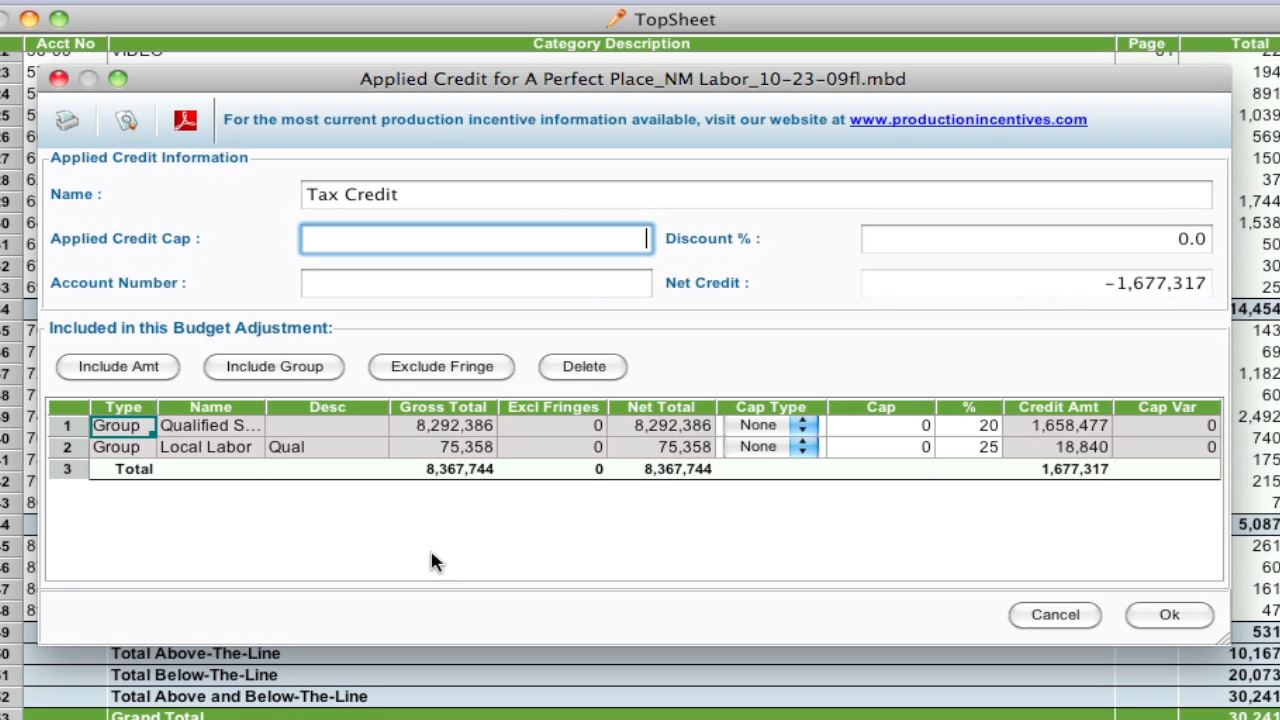 TopSheet
Acct No Category Description Page Total
Applied Credit for A Perfect Place_NM Labor_10-23-09fl.mbd
For the most current production incentive information available, visit our website at www.productionincentives.com
Applied Credit Information
Name : Tax Credit
Applied Credit Cap : Discount % : 0.0
Account Number : Net Credit : -1,677,317
Included in this Budget Adjustment:
Include Amt Include Group Exclude Fringe Delete
Type Name Desc Gross Total Excl Fringes Net Total Cap Type Cap % Credit Amt Cap Var
1 Group Qualified S... 8,292,386 0 8,292,386 None 0 20 1,658,477 0
2 Group Local Labor Qual 75,358 0 75,358 None 0 25 18,840 0
3 Total 8,367,744 0 8,367,744 1,677,317
Cancel Ok
194
891
1,039
569
150
37
1,744
1,538
50
30
25
14,454
143
69
1,182
60
2,492
740
175
215
7
5,087
261
60
161
47
531
Total Above-The-Line 10,167
Total Below-The-Line 20,073
Total Above and Below-The-Line 30,241
Grand Total 30,241